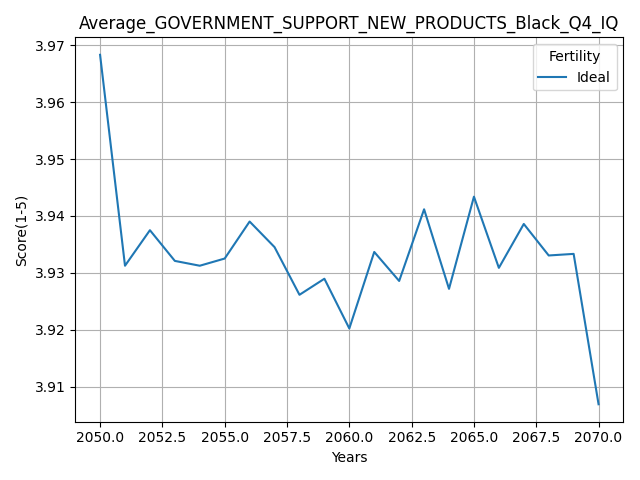 Average_GOVERNMENT_SUPPORT_NEW_PRODUCTS_Black_Q4_IQ
Fertility
Ideal
3.97
3.96
3.95
3.94
3.93
3.92
3.91
Score(1-5)
2050.0 2052.5 2055.0 2057.5 2060.0 2062.5 2065.0 2067.5 2070.0
Years